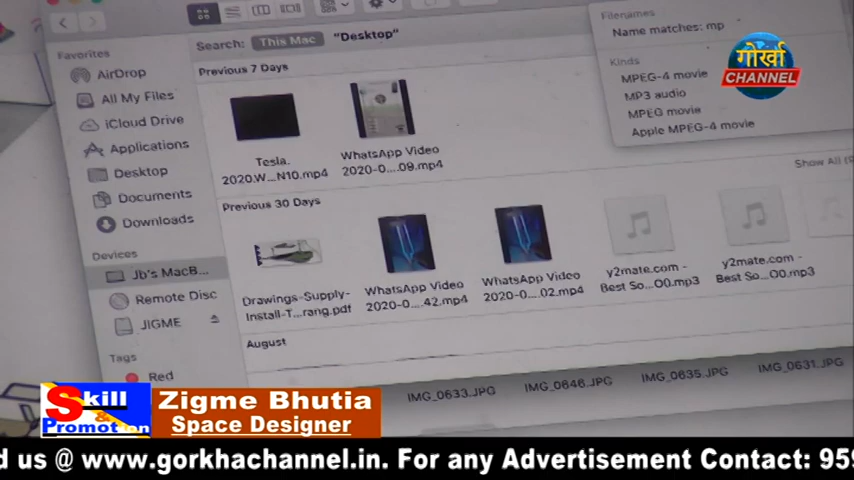 Filenames
Name matches: mp
Kinds
MPEG-4 movie
MP3 audio
MPEG movie
Apple MPEG-4 movie
गोर्खा
CHANNEL
Search: This Mac "Desktop"
Favorites
AirDrop
All My Files
iCloud Drive
Applications
Desktop
Documents
Downloads
Devices
Jb's MacB...
Remote Disc
JIGME
Tags
Red
Previous 7 Days
Tesla.
2020.W...N10.mp4
WhatsApp Video
2020-0....09.mp4
Show All
Previous 30 Days
Drawings-Supply-
Install-T...rang.pdf
WhatsApp Video
2020-0....42.mp4
WhatsApp Video
2020-0....02.mp4
y2mate.com -
Best So...O0.mp3
y2mate.com -
Best So...O0.mp3
August
IMG_0633.JPG
IMG_0646.JPG
IMG_0635.JPG
IMG_0631.JPG
Skill
&
Promotion
Zigme Bhutia
Space Designer
d us @ www.gorkhachannel.in. For any Advertisement Contact: 959